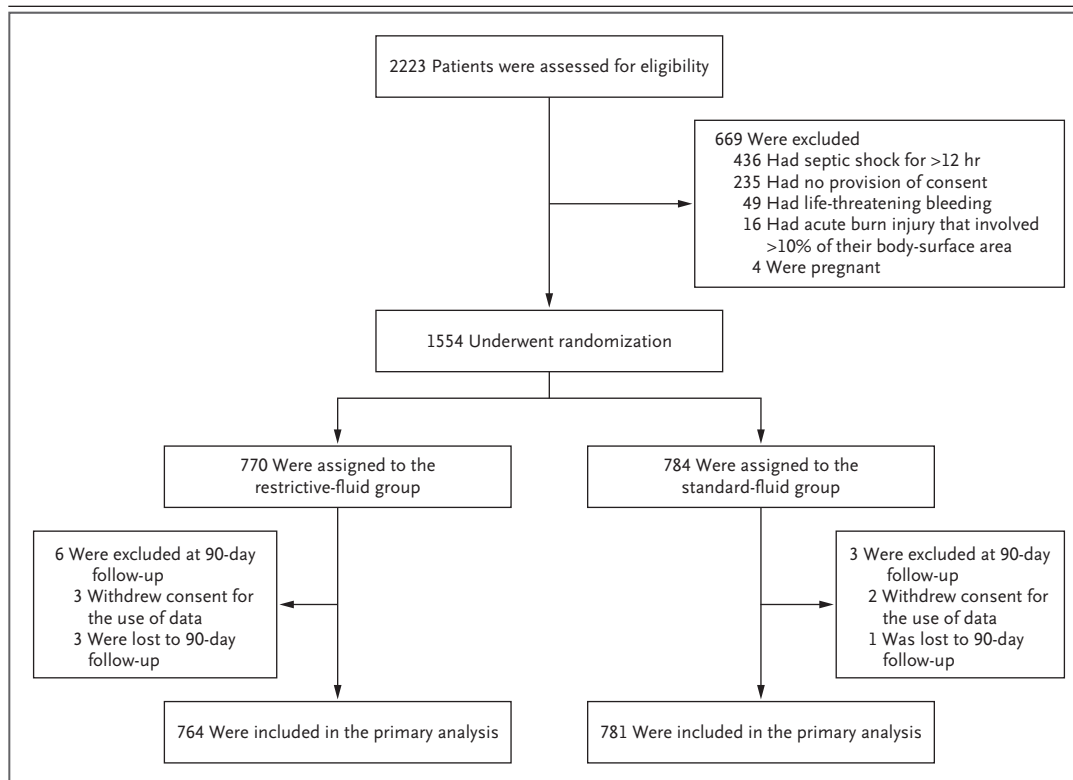 2223 Patients were assessed for eligibility
669 Were excluded
436 Had septic shock for >12 hr
235 Had no provision of consent
49 Had life-threatening bleeding
16 Had acute burn injury that involved
>10% of their body-surface area
4 Were pregnant
1554 Underwent randomization
770 Were assigned to the
restrictive-fluid group
784 Were assigned to the
standard-fluid group
6 Were excluded at 90-day
follow-up
3 Withdrew consent for
the use of data
3 Were lost to 90-day
follow-up
3 Were excluded at 90-day
follow-up
2 Withdrew consent for
the use of data
1 Was lost to 90-day
follow-up
764 Were included in the primary analysis
781 Were included in the primary analysis